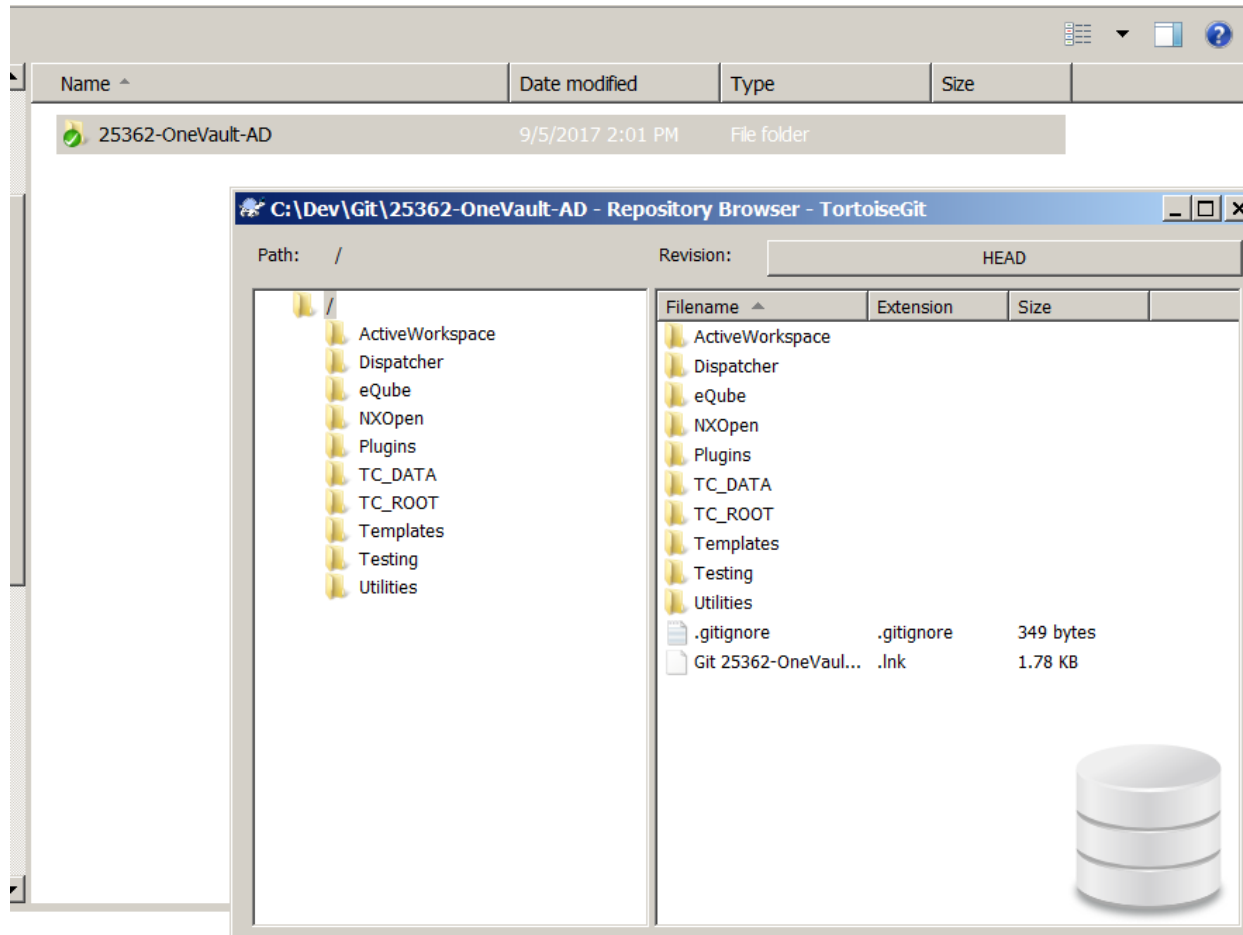 Name Date modified Type Size
25362-OneVault-AD 9/5/2017 2:01 PM File folder
C:\Dev\Git\25362-OneVault-AD - Repository Browser - TortoiseGit
Path: / Revision: HEAD
/
ActiveWorkspace
Dispatcher
eQube
NXOpen
Plugins
TC_DATA
TC_ROOT
Templates
Testing
Utilities
Filename Extension Size
ActiveWorkspace
Dispatcher
eQube
NXOpen
Plugins
TC_DATA
TC_ROOT
Templates
Testing
Utilities
.gitignore .gitignore 349 bytes
Git 25362-OneVaul... .lnk 1.78 KB